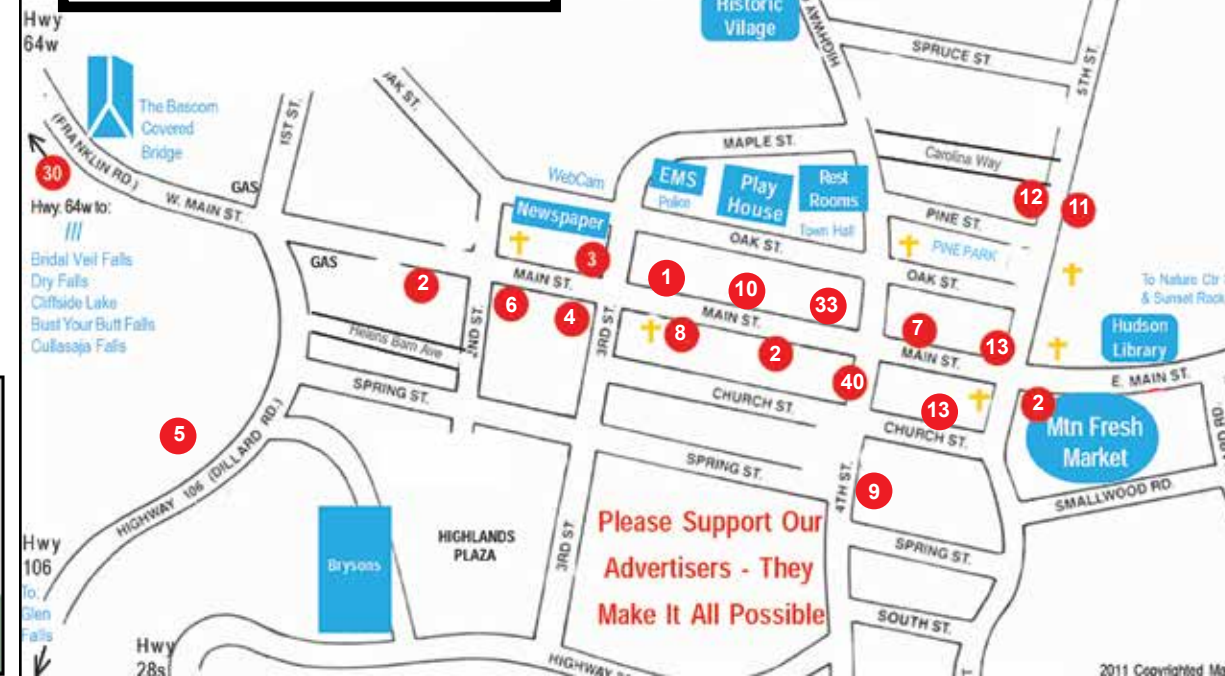 Hwy
64w
Historic
Vilage
HIGHWAY
SPRUCE ST.
5TH ST.
The Bascom
Covered
Bridge
1ST ST.
MAPLE ST.
Carolina Way
(FRANKLIN RD.)
30
GAS
W. MAIN ST.
WebCam
EMS
Police
Play
House
Rest
Rooms
Town Hall
12
11
Hwy. 64w to:
///
Bridal Veil Falls
Dry Falls
Cliffside Lake
Bust Your Butt Falls
Cullasaja Falls
Newspaper
OAK ST.
PINE ST.
PINE PARK
GAS
2
MAIN ST.
3
1
10
33
OAK ST.
To Nature Ctr
& Sunset Rock
6
4
2ND ST.
3RD ST.
MAIN ST.
8
2
7
13
MAIN ST.
Hudson
Library
Helens Barn Ave
SPRING ST.
40
E. MAIN ST.
CHURCH ST.
13
2
CHURCH ST.
Mtn Fresh
Market
5
HIGHWAY 106 (DILLARD RD.)
SPRING ST.
4TH ST.
9
SMALLWOOD RD.
Please Support Our
Advertisers - They
Make It All Possible
HIGHLANDS
PLAZA
3RD ST
SPRING ST.
Hwy
106
To:
Glen
Falls
Brysons
SOUTH ST.
Hwy
28s
HIGHWAY
2011 Copyrighted